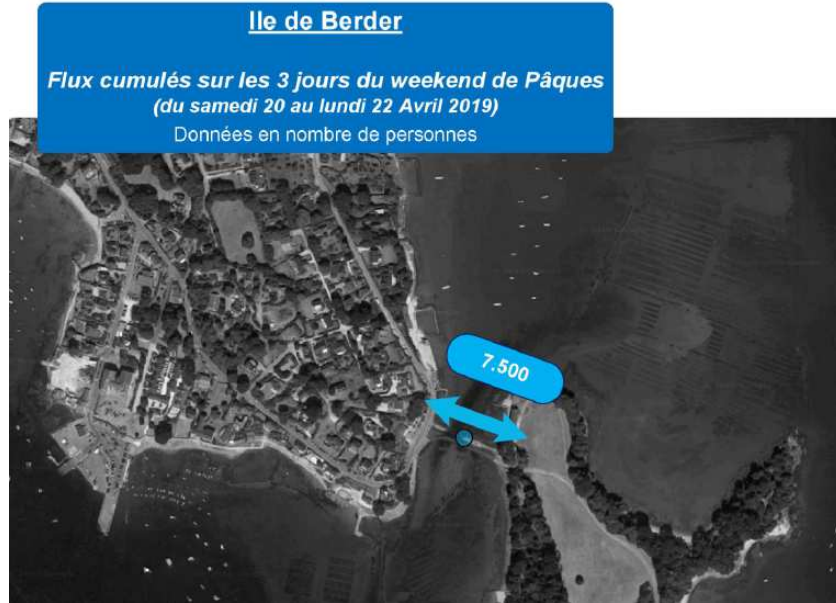 Ile de Berder
Flux cumulés sur les 3 jours du weekend de Pâques
(du samedi 20 au lundi 22 Avril 2019)
Données en nombre de personnes
7.500